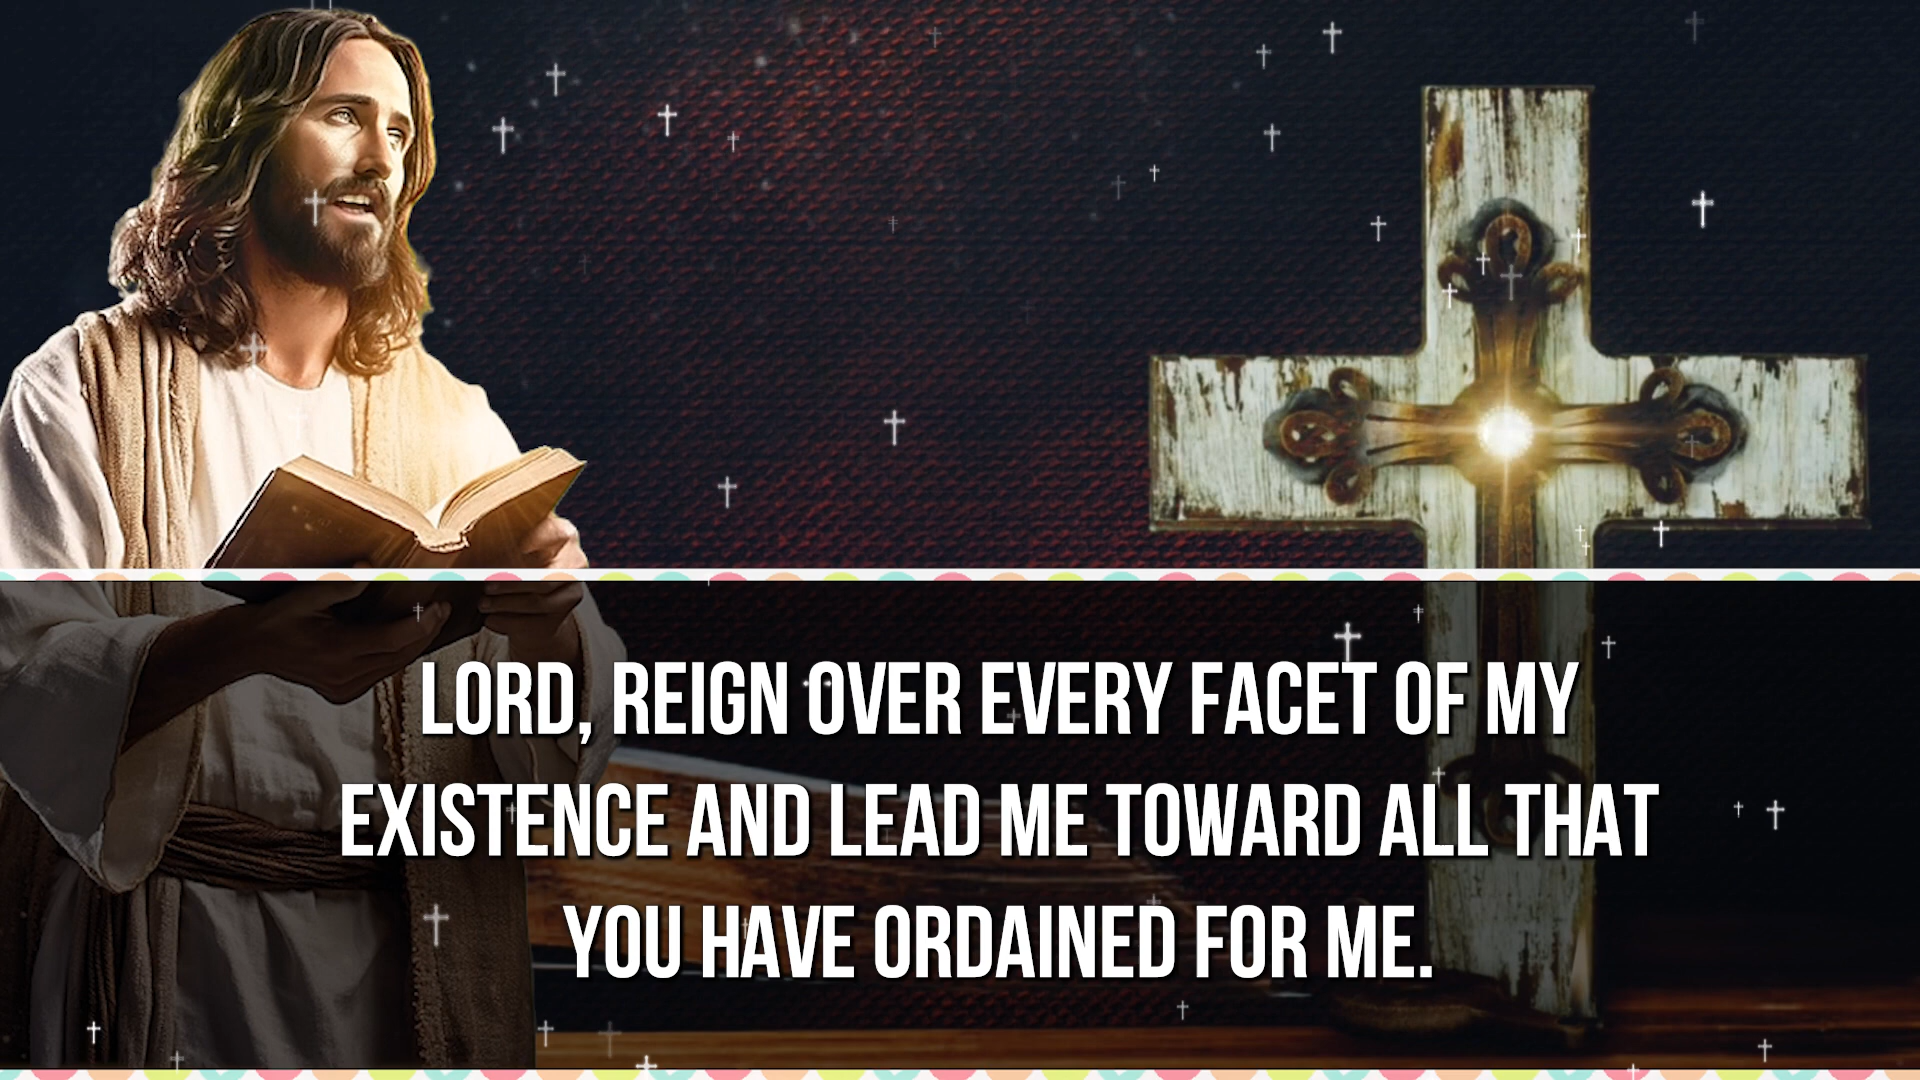 LORD, REIGN OVER EVERY FACET OF MY
EXISTENCE AND LEAD ME TOWARD ALL THAT
YOU HAVE ORDAINED FOR ME.